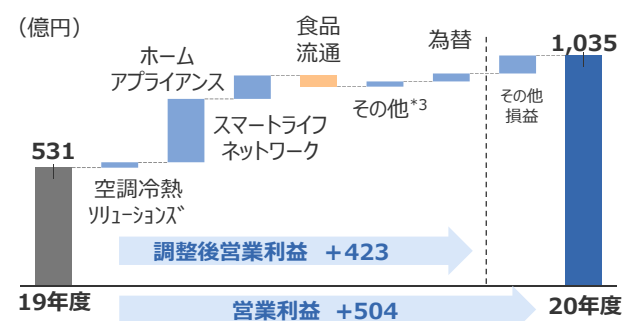 （億円）
ホーム
アプライアンス
食品
流通
為替
1,035
531
空調冷熱
ｿﾘｭｰｼｮﾝｽﾞ
スマートライフ
ネットワーク
その他*3
その他
損益
調整後営業利益 ＋423
営業利益 ＋504
19年度
20年度